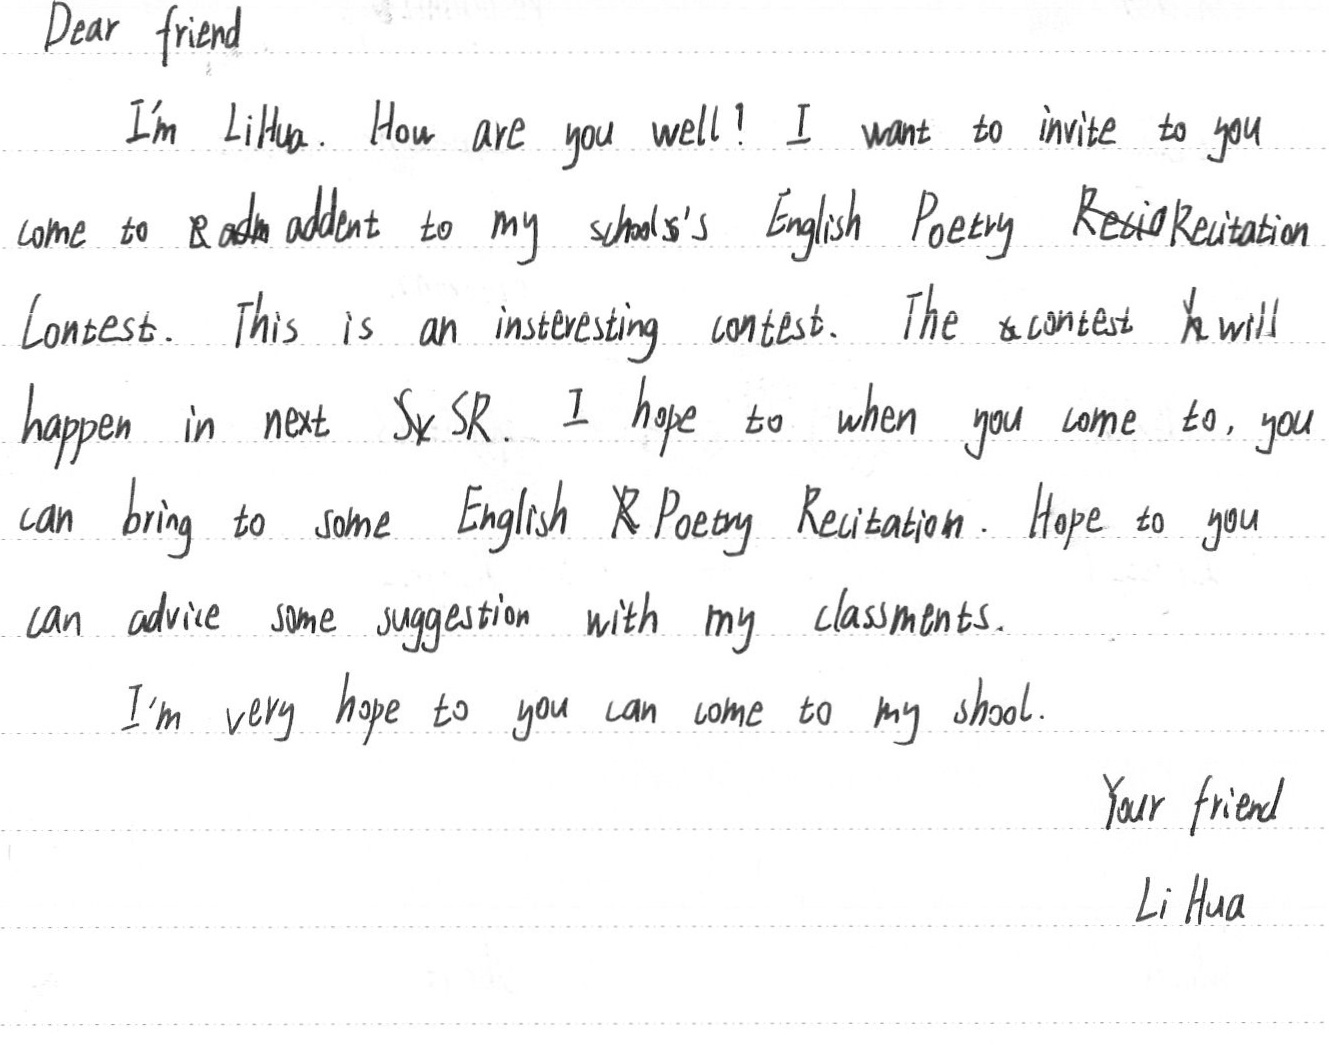 Dear friend
I'm LiHua. How are you well! I want to invite to you
come to addent to my school's's English Poetry Recitation
Contest. This is an insteresting contest. The contest will
happen in next SR. I hope to when you come to, you
can bring to some English Poetry Recitation. Hope to you
can advice some suggestion with my classments.
I'm very hope to you can come to my shool.
Your friend
Li Hua